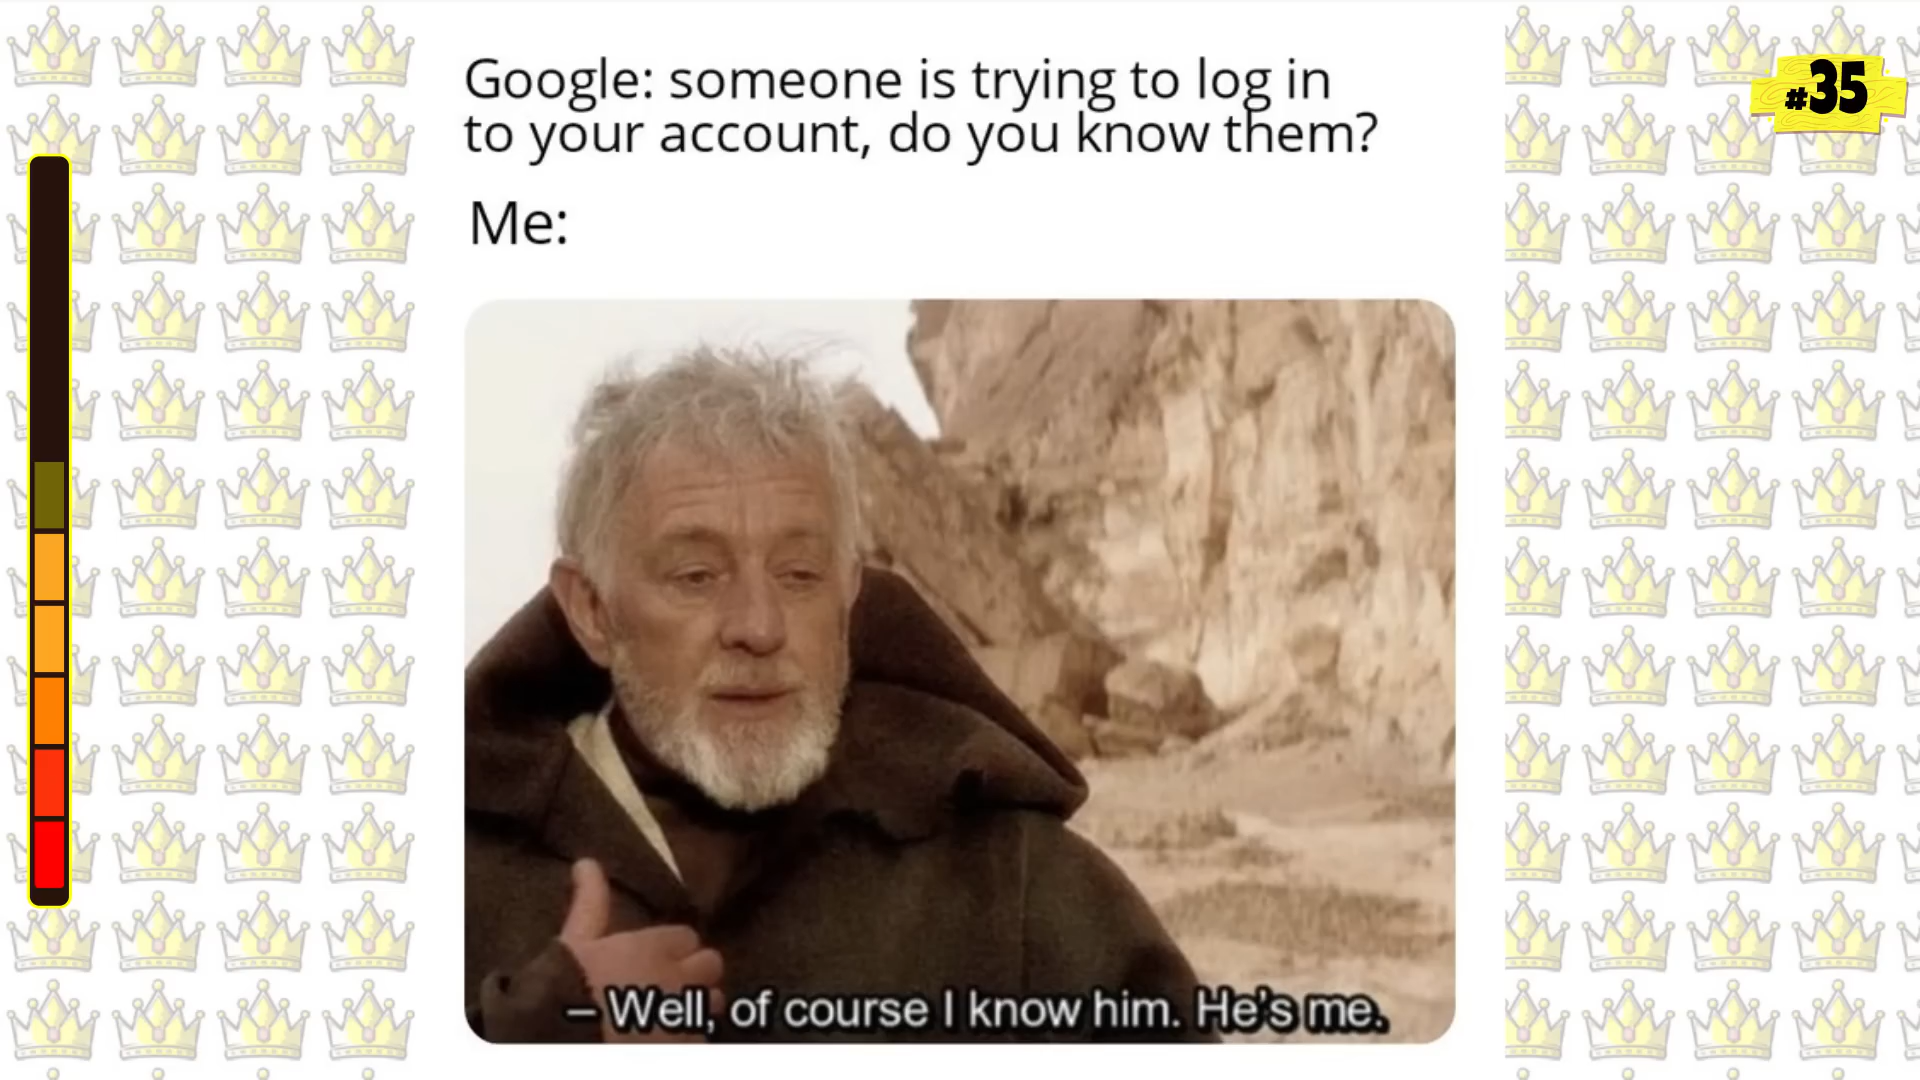 Google: someone is trying to log in
to your account, do you know them?
#35
Me:
– Well, of course I know him. He's me.